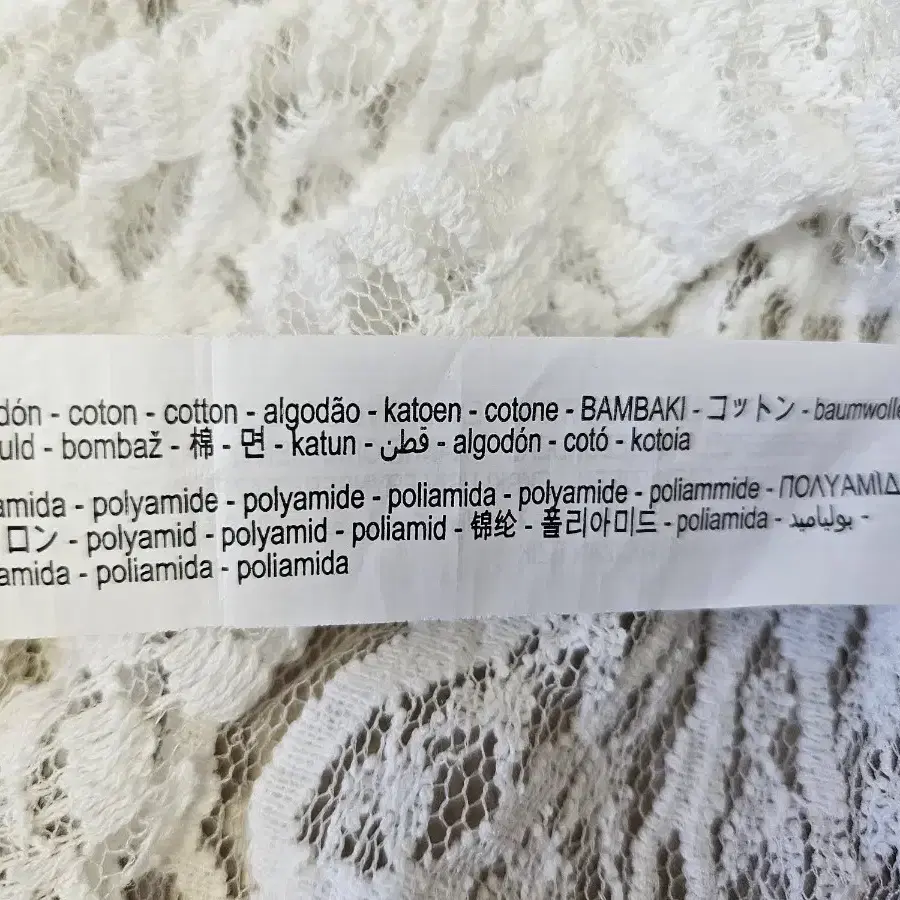 dón - coton - cotton - algodão - katoen - cotone - BAMBAKI - コットン - baumwolle
uld - bombaž - 棉 - 면 - katun - قطن - algodón - cotó - kotoia
amida - polyamide - polyamide - poliamida - polyamide - poliammide - ΠΟΛΥΑΜΙΔ
ロン - polyamid - polyamid - poliamid - 锦纶 - 폴리아미드 - poliamida - بولياميد -
amida - poliamida - poliamida